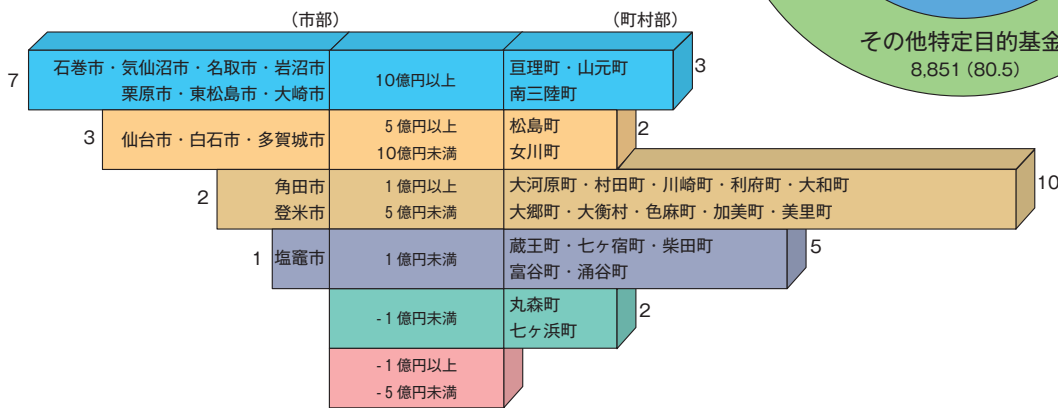 （市部）
（町村部）
その他特定目的基金
8,851 (80.5)
7
石巻市・気仙沼市・名取市・岩沼市
栗原市・東松島市・大崎市
10億円以上
亘理町・山元町
南三陸町
3
3
仙台市・白石市・多賀城市
5億円以上
10億円未満
松島町
女川町
2
2
角田市
登米市
1億円以上
5億円未満
大河原町・村田町・川崎町・利府町・大和町
大郷町・大衡村・色麻町・加美町・美里町
10
1
塩竈市
1億円未満
蔵王町・七ヶ宿町・柴田町
富谷町・涌谷町
5
-1億円未満
丸森町
七ヶ浜町
2
-1億円以上
-5億円未満